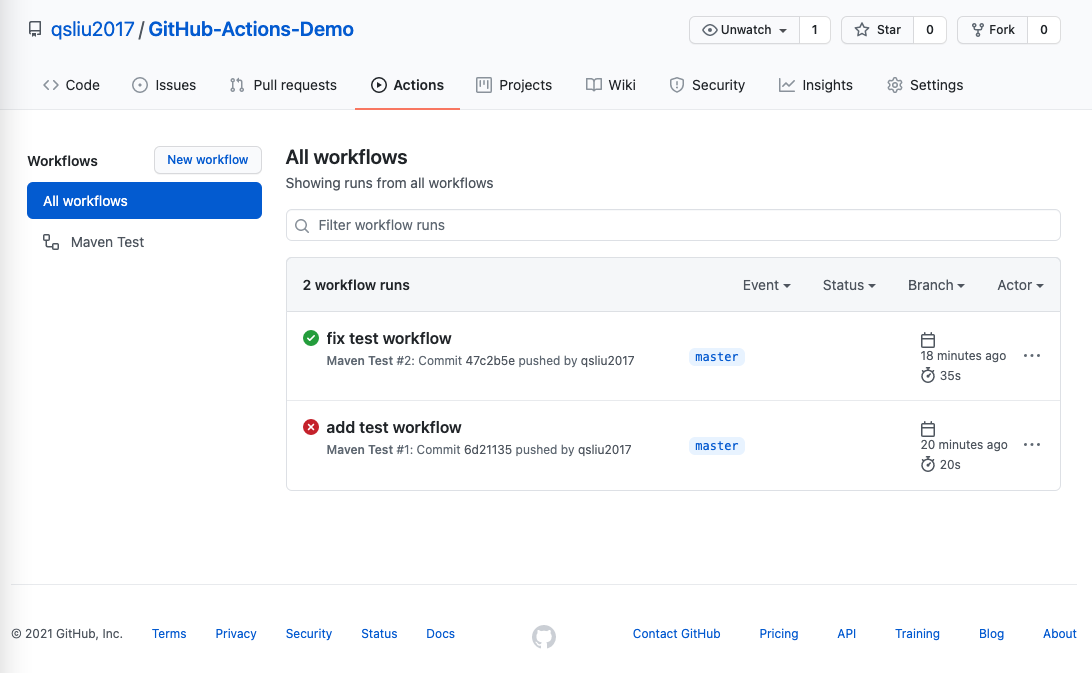 qsliu2017/GitHub-Actions-Demo
Unwatch 1 Star 0 Fork 0
Code Issues Pull requests Actions Projects Wiki Security Insights Settings
Workflows New workflow
All workflows
Maven Test
All workflows
Showing runs from all workflows
Filter workflow runs
2 workflow runs Event Status Branch Actor
fix test workflow
Maven Test #2: Commit 47c2b5e pushed by qsliu2017
master
18 minutes ago
35s
add test workflow
Maven Test #1: Commit 6d21135 pushed by qsliu2017
master
20 minutes ago
20s
© 2021 GitHub, Inc. Terms Privacy Security Status Docs Contact GitHub Pricing API Training Blog About